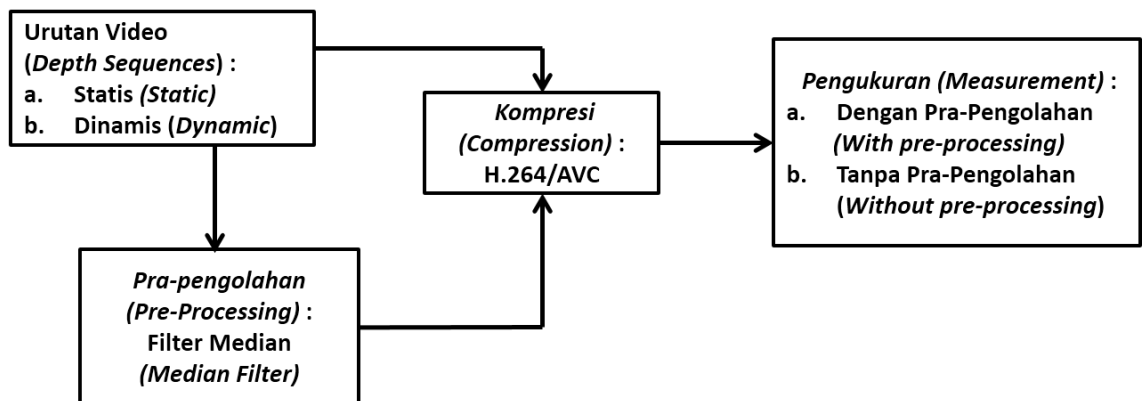 Urutan Video
(Depth Sequences) :
a. Statis (Static)
b. Dinamis (Dynamic)
Pra-pengolahan
(Pre-Processing) :
Filter Median
(Median Filter)
Kompresi
(Compression) :
H.264/AVC
Pengukuran (Measurement) :
a. Dengan Pra-Pengolahan
(With pre-processing)
b. Tanpa Pra-Pengolahan
(Without pre-processing)